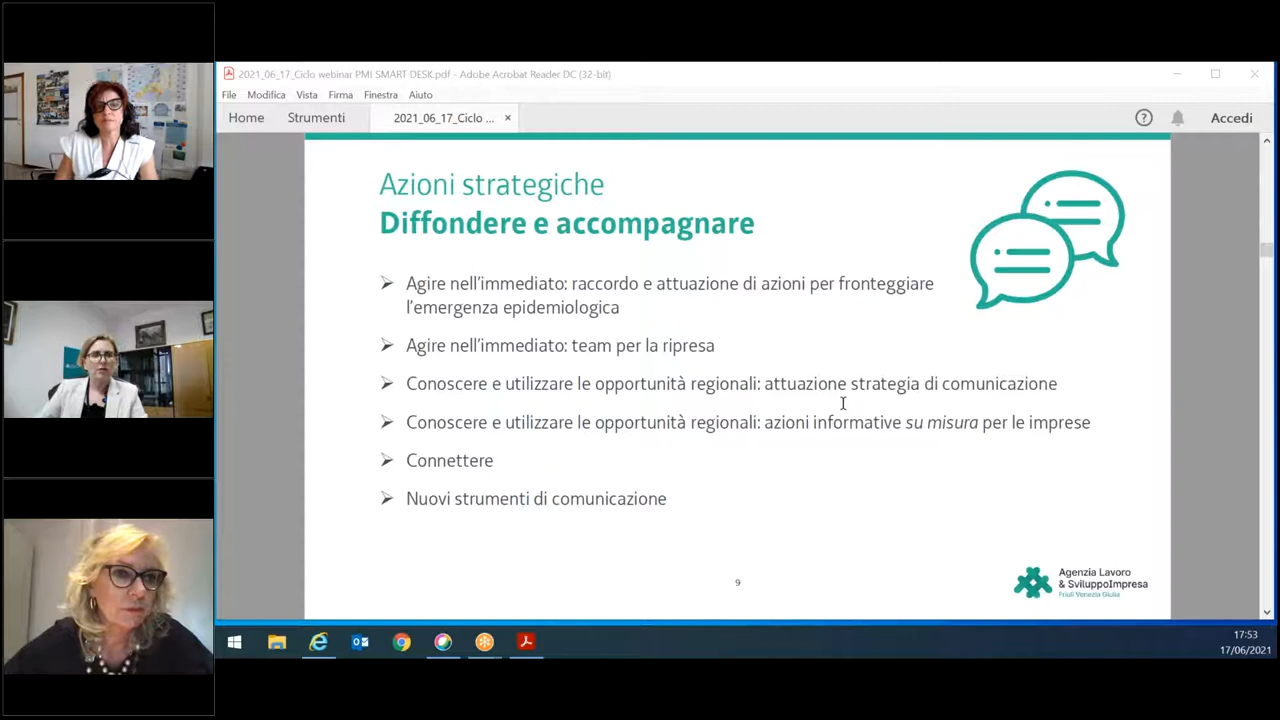 2021_06_17_Ciclo webinar PMI SMART DESK.pdf - Adobe Acrobat Reader DC (32-bit)
File Modifica Vista Firma Finestra Aiuto
Home Strumenti 2021_06_17_Ciclo ... × Accedi
Azioni strategiche
Diffondere e accompagnare
Agire nell'immediato: raccordo e attuazione di azioni per fronteggiare
l'emergenza epidemiologica
Agire nell'immediato: team per la ripresa
Conoscere e utilizzare le opportunità regionali: attuazione strategia di comunicazione
Conoscere e utilizzare le opportunità regionali: azioni informative su misura per le imprese
Connettere
Nuovi strumenti di comunicazione
9
Agenzia Lavoro
& SviluppoImpresa
Friuli Venezia Giulia
17:53
17/06/2021